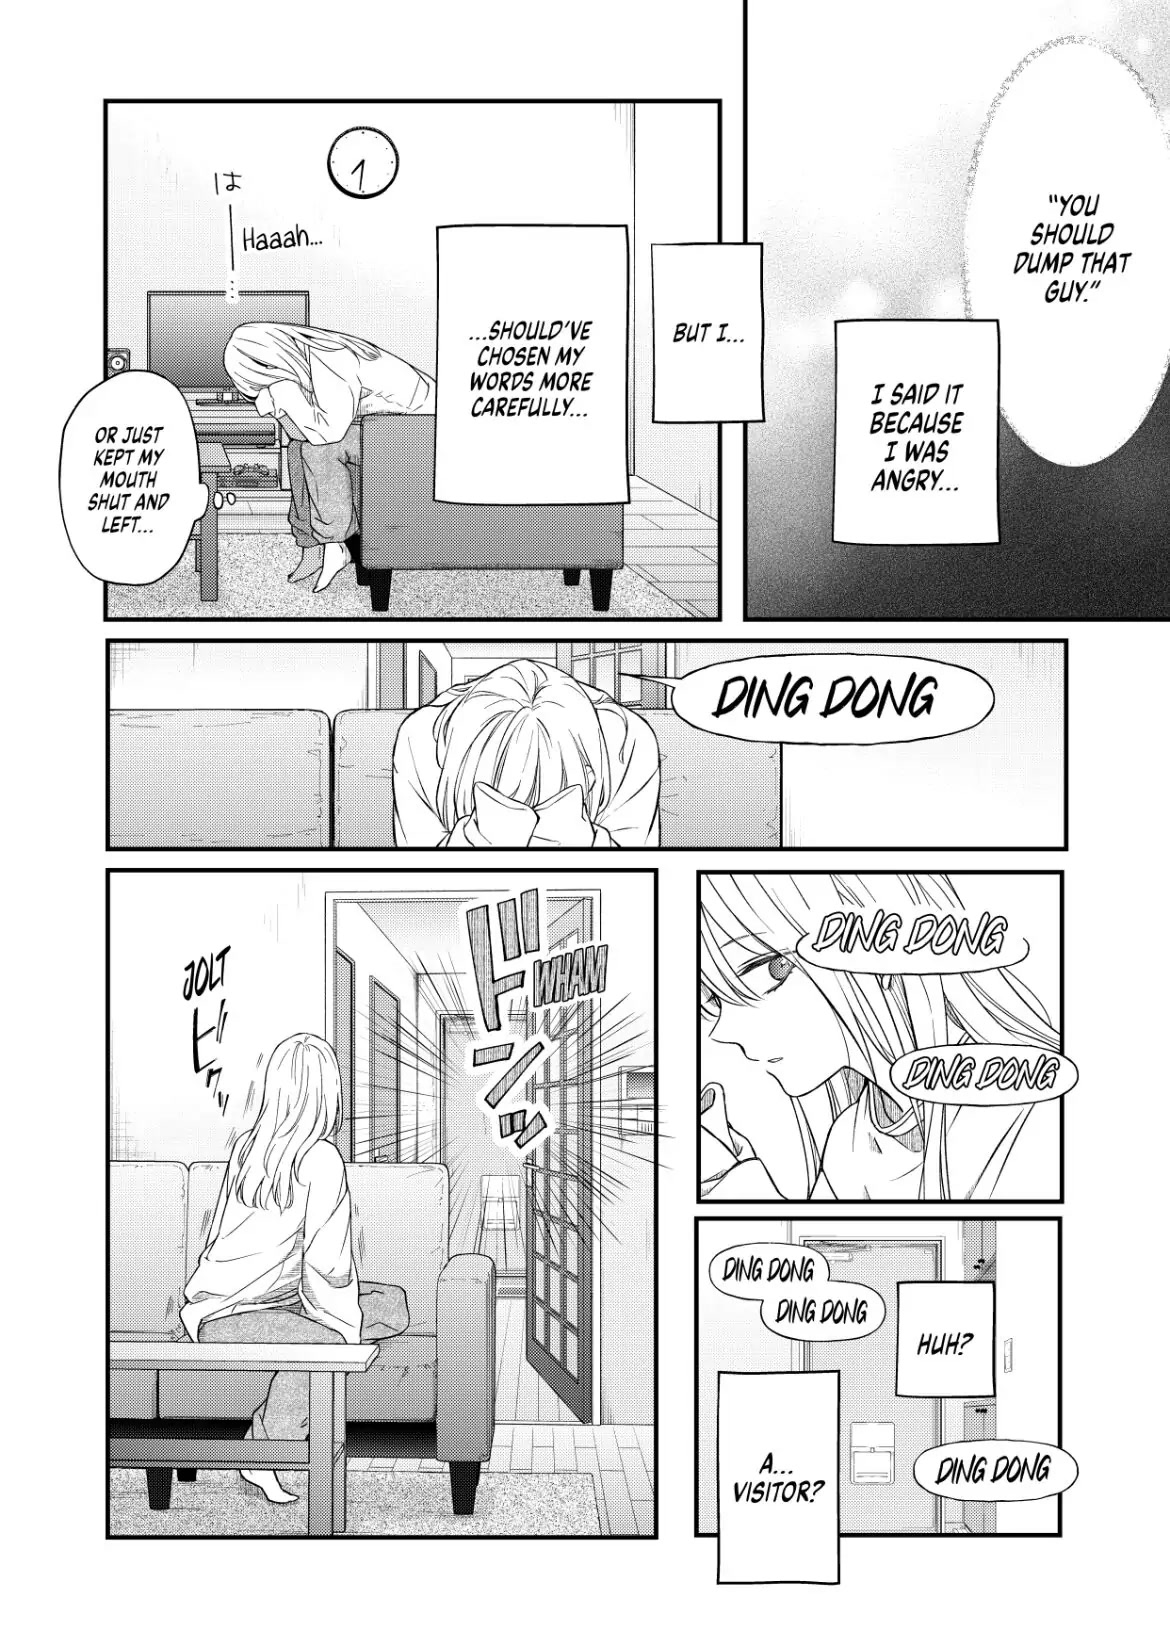 "YOU
SHOULD
DUMP THAT
GUY."
I SAID IT
BECAUSE
I WAS
ANGRY...
BUT I...
...SHOULD'VE
CHOSEN MY
WORDS MORE
CAREFULLY...
は
Haaah...
1
OR JUST
KEPT MY
MOUTH
SHUT AND
LEFT...
DING DONG
DING DONG
DING DONG
DING DONG
DING DONG
HUH?
A...
VISITOR?
DING DONG
ドンッ
WHAM
JOLT
ビクッ